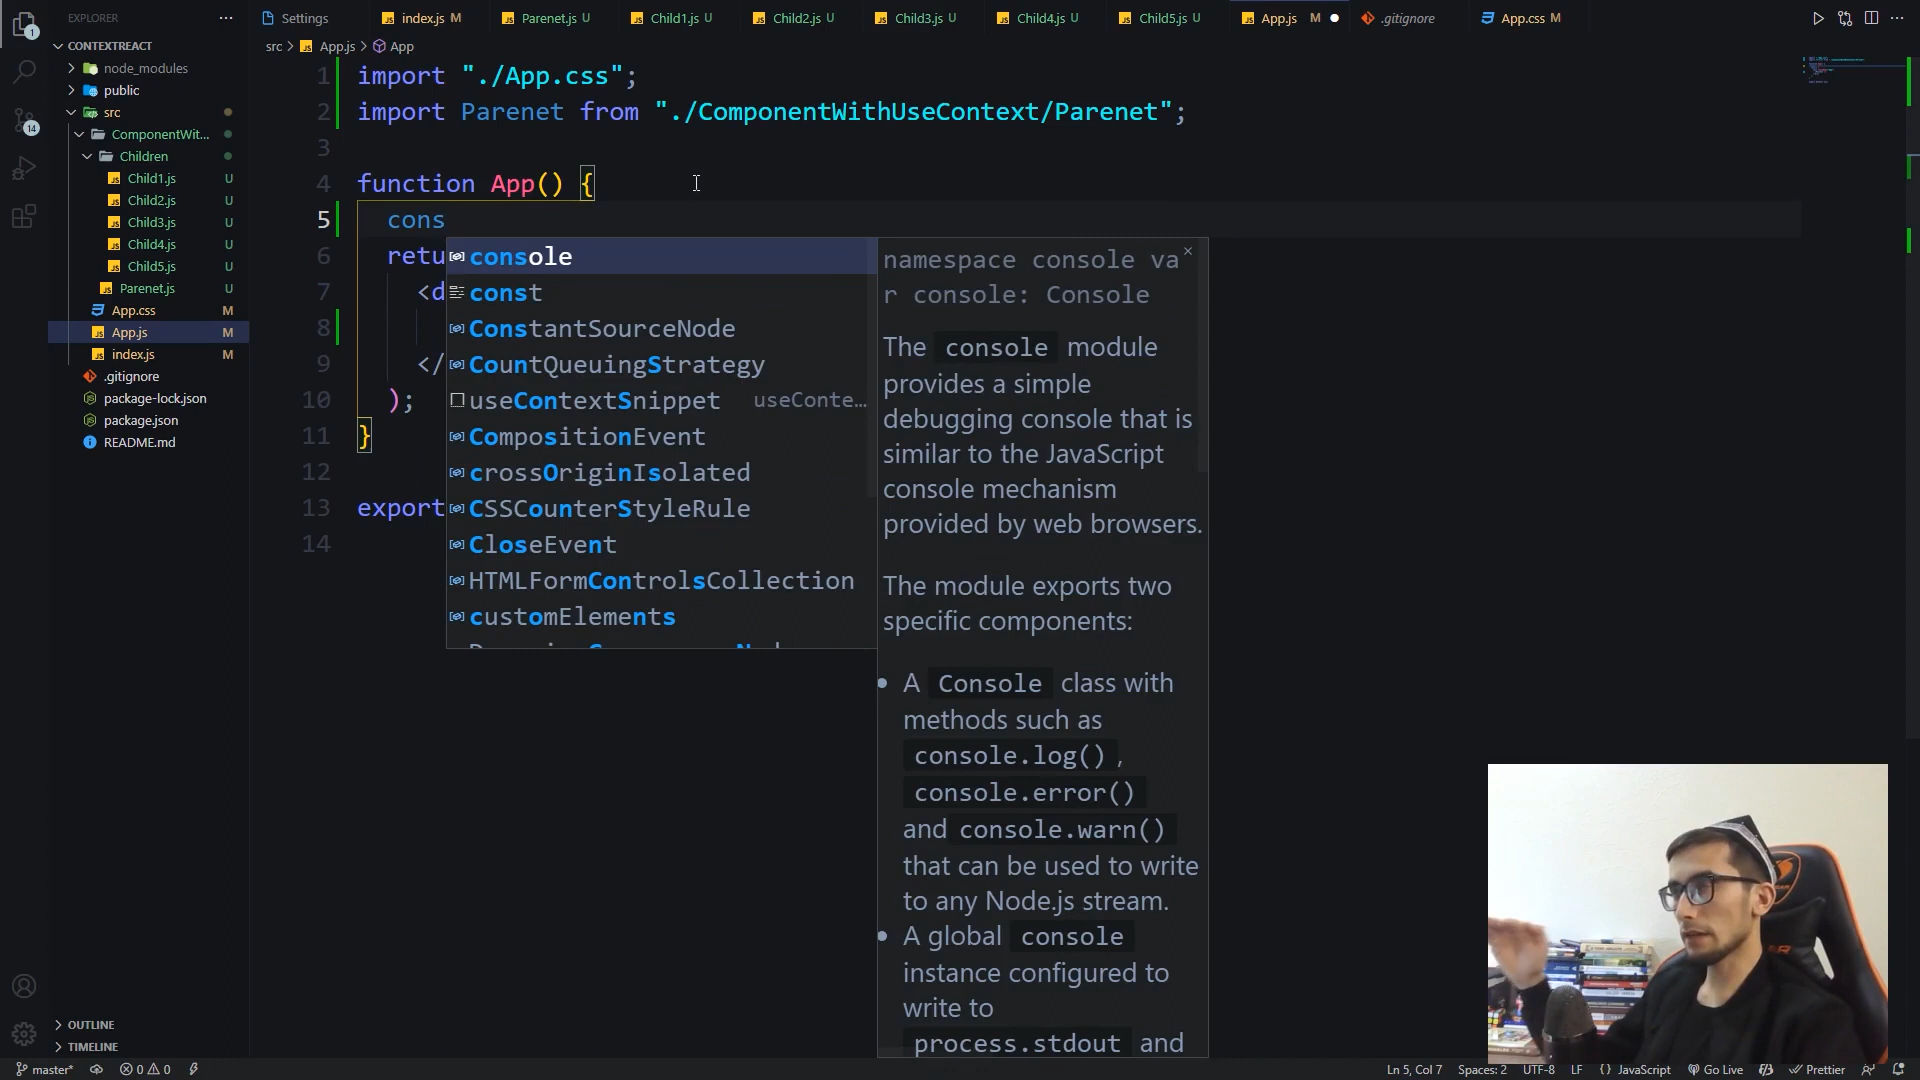 EXPLORER
CONTEXTREACT
node_modules
public
src
ComponentWit...
Children
Child1.js U
Child2.js U
Child3.js U
Child4.js U
Child5.js U
Parenet.js U
App.css M
App.js M
index.js M
.gitignore
package-lock.json
package.json
README.md
OUTLINE
TIMELINE
1
14
Settings
index.js M
Parenet.js U
Child1.js U
Child2.js U
Child3.js U
Child4.js U
Child5.js U
App.js M
.gitignore
App.css M
src > App.js > App
1 import "./App.css";
2 import Parenet from "./ComponentWithUseContext/Parenet";
3
4 function App() {
5 cons
6 retu
7 <d
8
9 </
10 );
11 }
12
13 export
14
console
const
ConstantSourceNode
CountQueuingStrategy
useContextSnippet useConte...
CompositionEvent
crossOriginIsolated
CSSCounterStyleRule
CloseEvent
HTMLFormControlsCollection
customElements
namespace console va
r console: Console
The console module
provides a simple
debugging console that is
similar to the JavaScript
console mechanism
provided by web browsers.
The module exports two
specific components:
A Console class with
methods such as
console.log() ,
console.error()
and console.warn()
that can be used to write
to any Node.js stream.
A global console
instance configured to
write to
process.stdout and
master* 0 0
Ln 5, Col 7 Spaces: 2 UTF-8 LF { } JavaScript Go Live Prettier